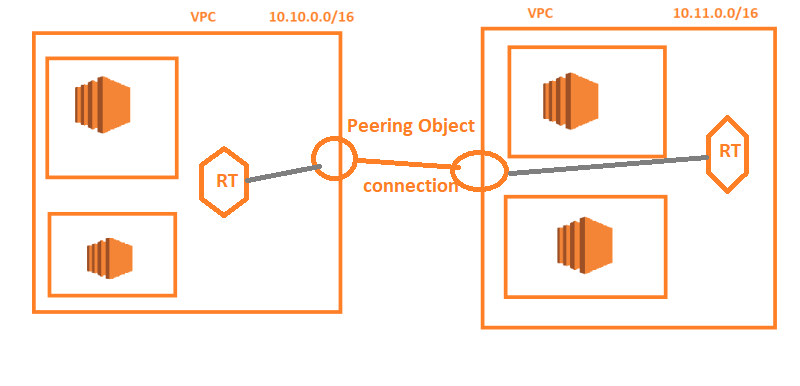 VPC 10.10.0.0/16
VPC 10.11.0.0/16
Peering Object
connection
RT
RT